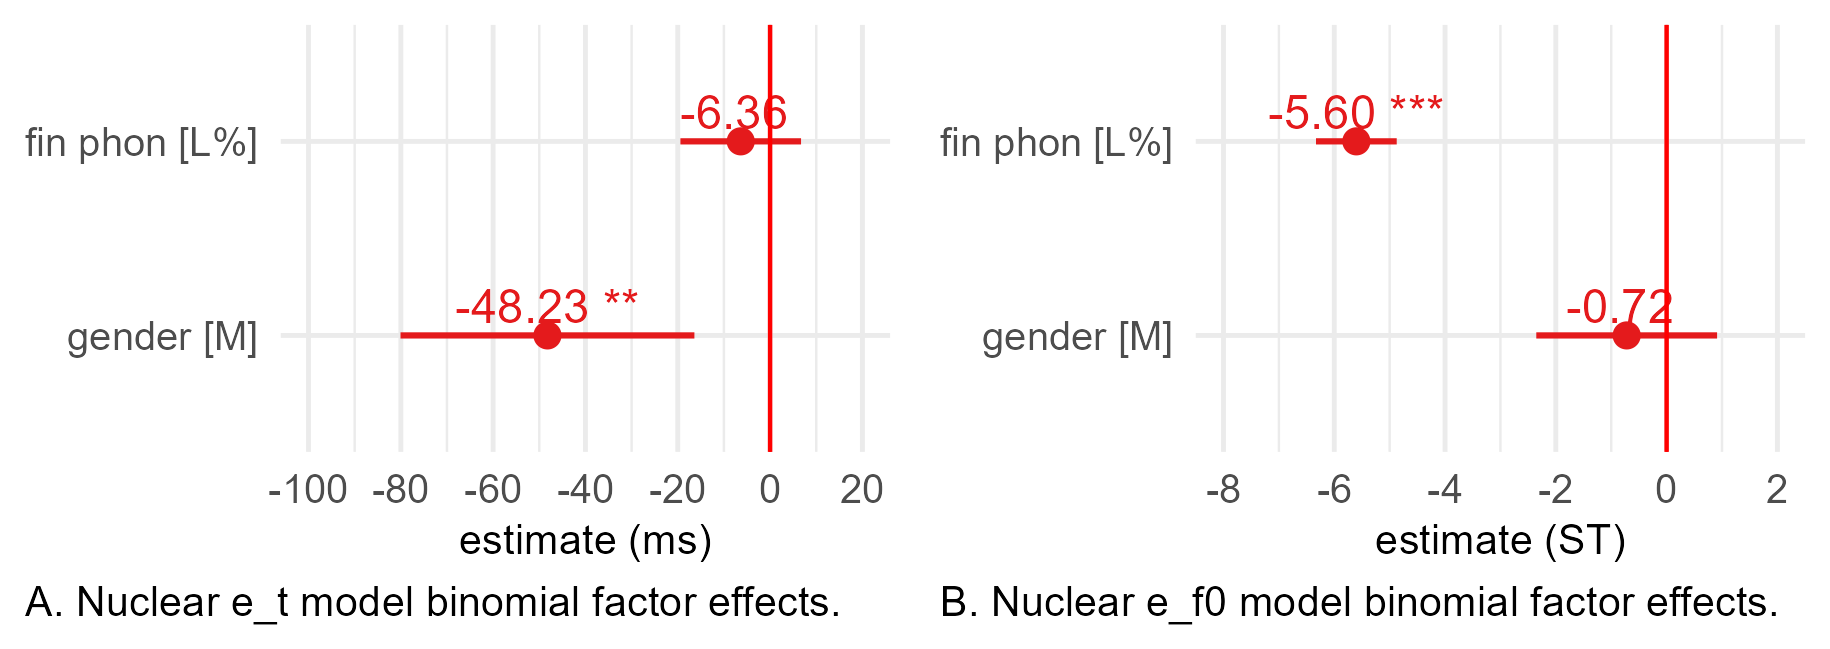 -6.36
fin phon [L%]
-48.23 **
gender [M]
-100 -80 -60 -40 -20 0 20
estimate (ms)
A. Nuclear e_t model binomial factor effects.
-5.60 ***
fin phon [L%]
-0.72
gender [M]
-8 -6 -4 -2 0 2
estimate (ST)
B. Nuclear e_f0 model binomial factor effects.